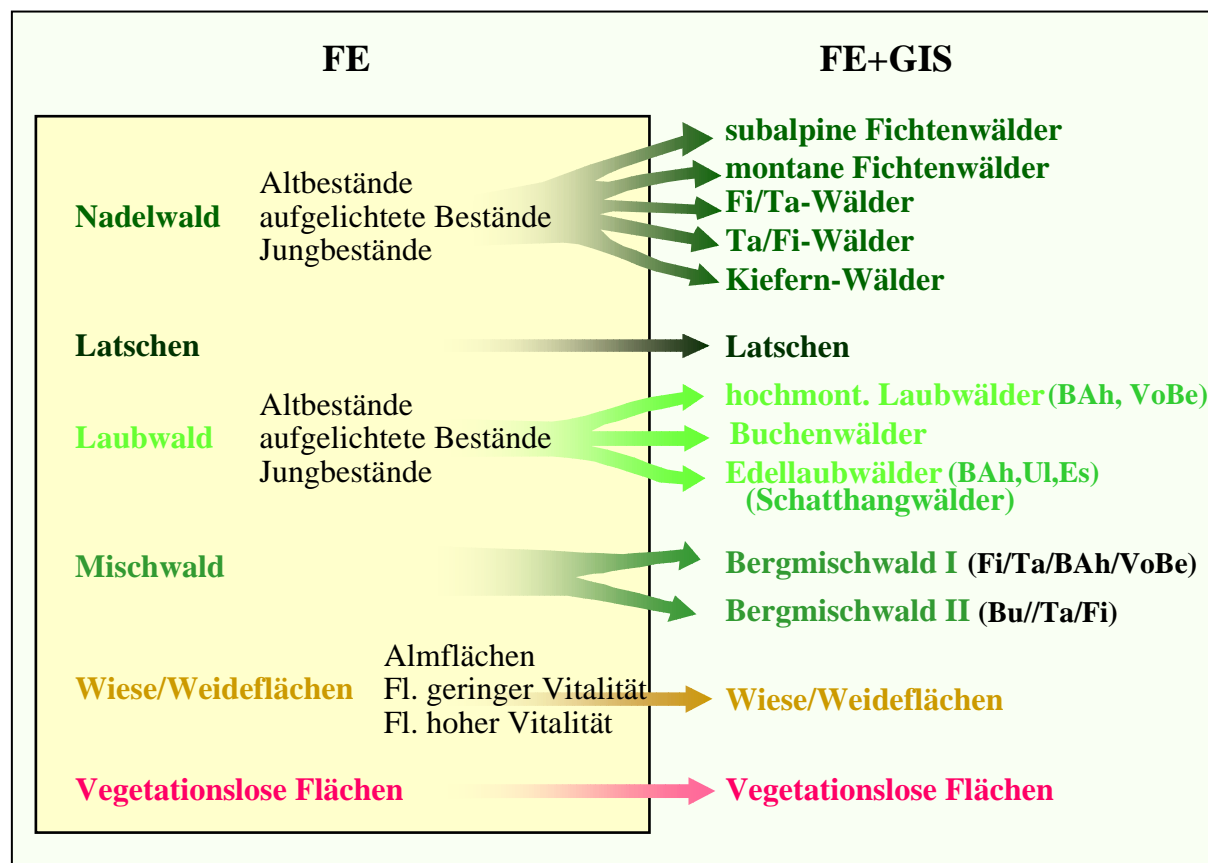 FE
FE+GIS
Nadelwald
Altbestände
aufgelichtete Bestände
Jungbestände
subalpine Fichtenwälder
montane Fichtenwälder
Fi/Ta-Wälder
Ta/Fi-Wälder
Kiefern-Wälder
Latschen
Latschen
Laubwald
Altbestände
aufgelichtete Bestände
Jungbestände
hochmont. Laubwälder (BAh, VoBe)
Buchenwälder
Edellaubwälder (BAh,Ul,Es)
(Schatthangwälder)
Mischwald
Bergmischwald I (Fi/Ta/BAh/VoBe)
Bergmischwald II (Bu//Ta/Fi)
Wiese/Weideflächen
Almflächen
Fl. geringer Vitalität
Fl. hoher Vitalität
Wiese/Weideflächen
Vegetationslose Flächen
Vegetationslose Flächen